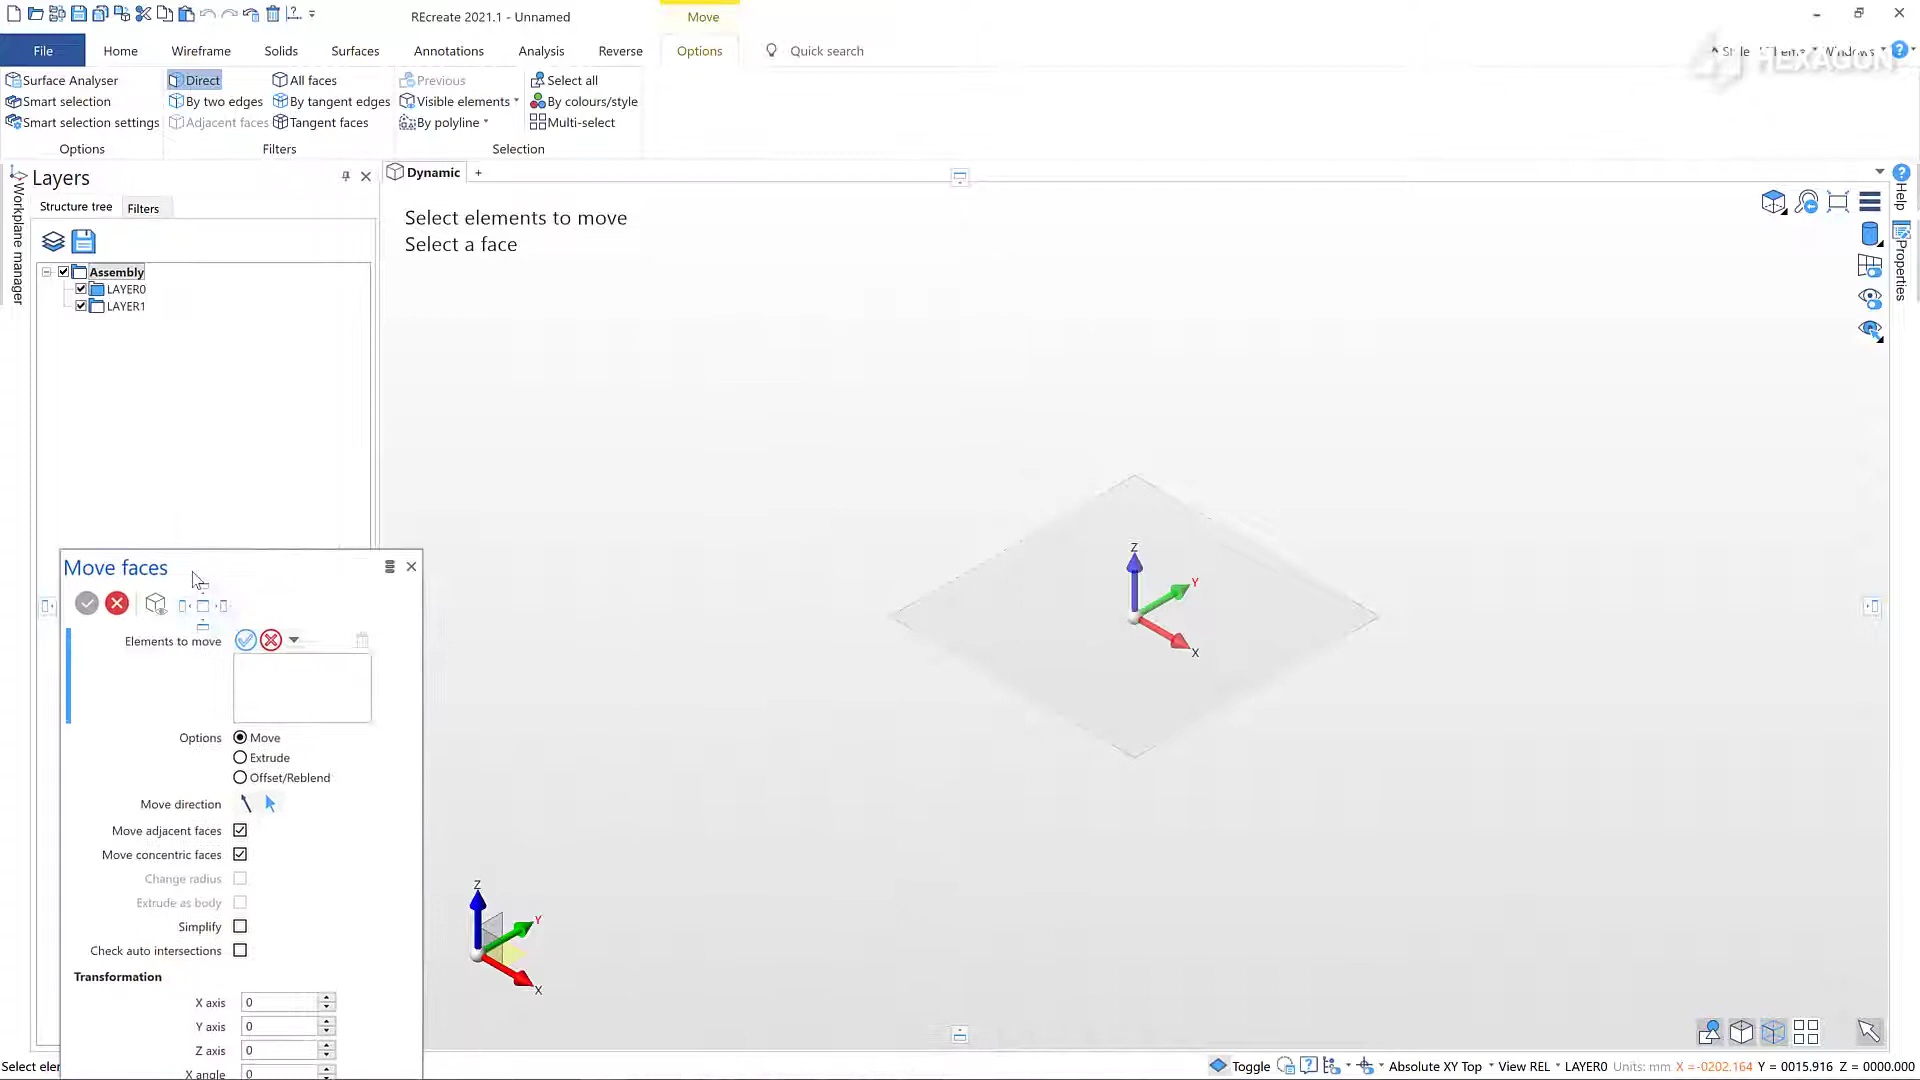 REcreate 2021.1 - Unnamed
Move
File
Home
Wireframe
Solids
Surfaces
Annotations
Analysis
Reverse
Options
Quick search
Style
Windows
HEXAGON
Surface Analyser
Smart selection
Smart selection settings
Options
Direct
By two edges
Adjacent faces
All faces
By tangent edges
Tangent faces
Filters
Previous
Visible elements
By polyline
Select all
By colours/style
Multi-select
Selection
Workplane manager
Layers
Structure tree
Filters
Assembly
LAYER0
LAYER1
Dynamic
+
Select elements to move
Select a face
Help
Properties
Z
Y
X
Move faces
Elements to move
Options
Move
Extrude
Offset/Reblend
Move direction
Move adjacent faces
Move concentric faces
Change radius
Extrude as body
Simplify
Check auto intersections
Transformation
X axis 0
Y axis 0
Z axis 0
X angle 0
Z
Y
X
Select ele
Toggle
Absolute XY Top
View REL
LAYER0
Units: mm
X =-0202.164 Y = 0015.916 Z = 0000.000